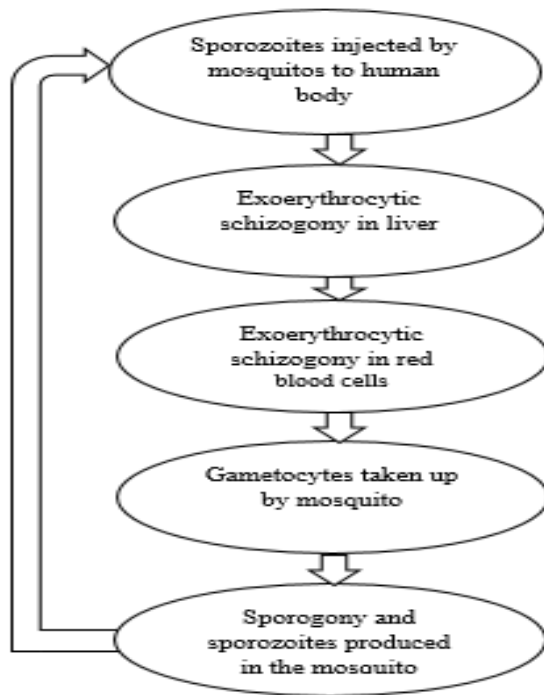 Sporozoites injected by
mosquitos to human
body
Exoerythrocytic
schizogony in liver
Exoerythrocytic
schizogony in red
blood cells
Gametocytes taken up
by mosquito
Sporogony and
sporozoites produced
in the mosquito